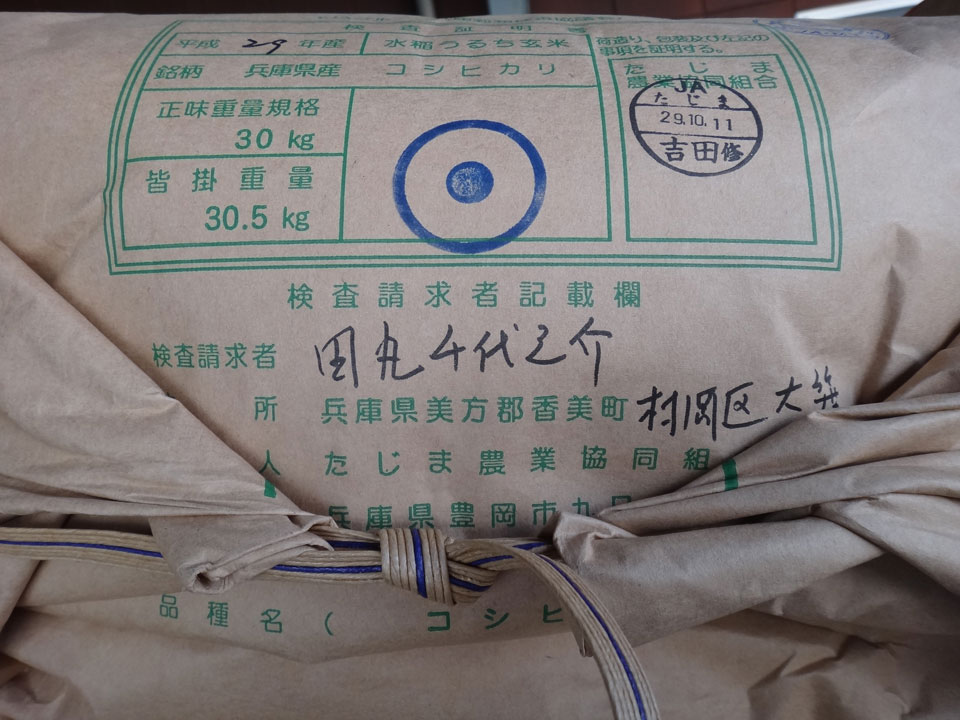 検査証明書
平成 29 年産 水稲うるち玄米
荷造り、包装及び左記の
事項を証明する。
銘柄 兵庫県産 コシヒカリ
たじま
農業協同組合
正味重量規格
30 kg
皆掛重量
30.5 kg
JA
たじま
29.10.11
吉田修
検査請求者記載欄
検査請求者 田丸千代之介
所 兵庫県美方郡香美町 村岡区大笹
人 たじま農業協同組
兵庫県豊岡市九
品種名( コシヒ